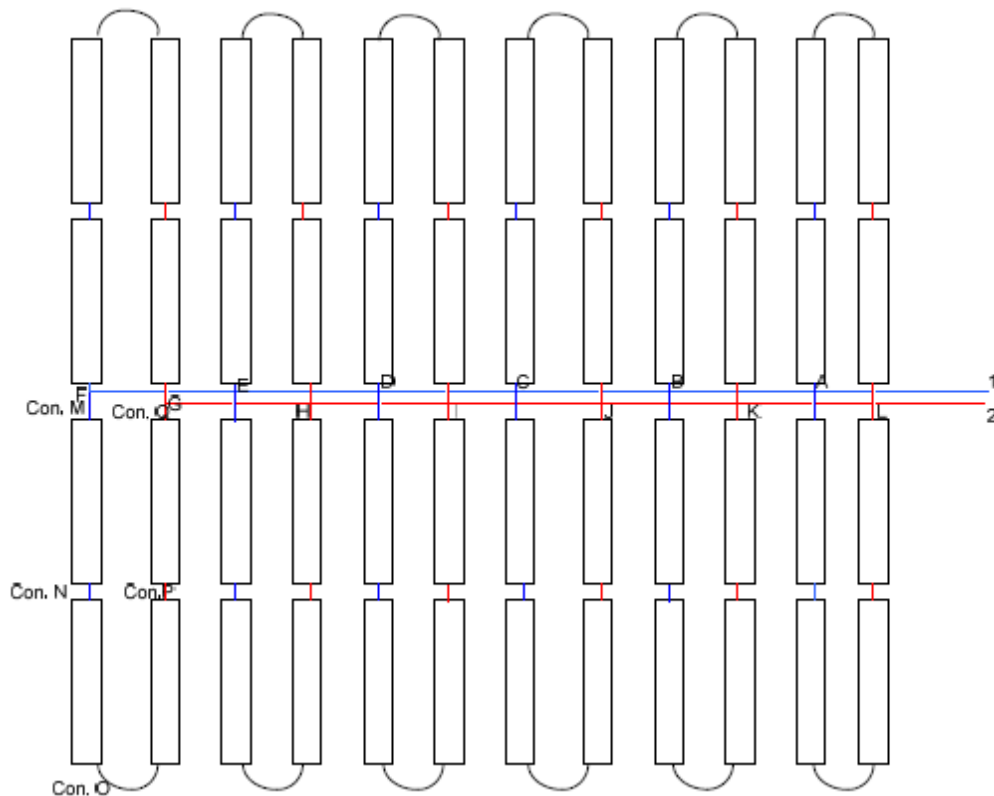 E D C B A 1
F
Con. M Con. Q G H I J K L 2
Con. N Con. P
Con. O